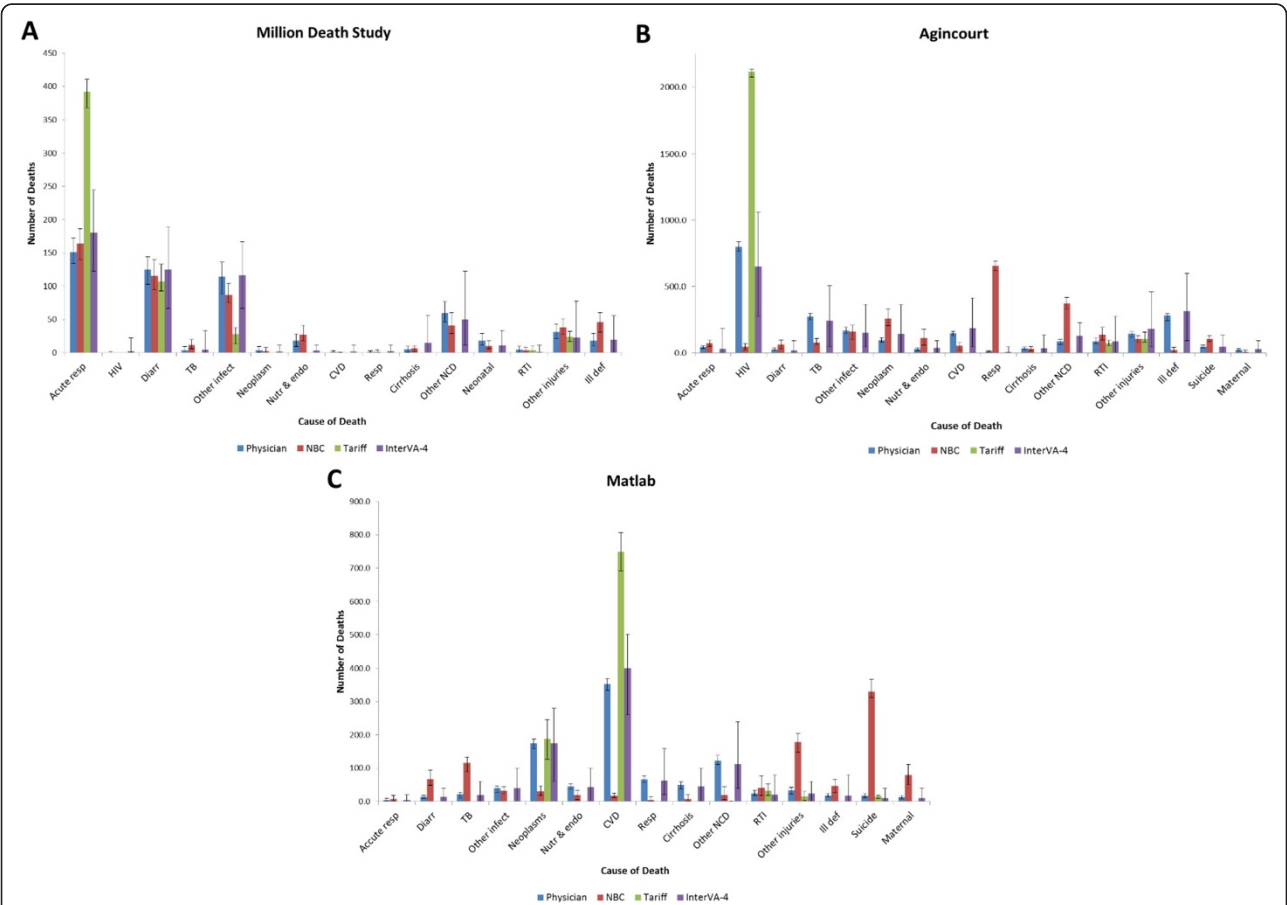 A
Million Death Study
Number of Deaths
450
400
350
300
250
200
150
100
50
0
Acute resp
HIV
Diarr
TB
Other infect
Neoplasm
Nutr & endo
CVD
Resp
Cirrhosis
Other NCD
Neonatal
RTI
Other injuries
Ill def
Cause of Death
Physician NBC Tariff InterVA-4
B
Agincourt
Number of Deaths
2000.0
1500.0
1000.0
500.0
0.0
Acute resp
HIV
Diarr
TB
Other infect
Neoplasm
Nutr & endo
CVD
Resp
Cirrhosis
Other NCD
RTI
Other injuries
Ill def
Suicide
Maternal
Cause of Death
Physician NBC Tariff InterVA-4
C
Matlab
Number of Deaths
900.0
800.0
700.0
600.0
500.0
400.0
300.0
200.0
100.0
0.0
Accute resp
Diarr
TB
Other infect
Neoplasms
Nutr & endo
CVD
Resp
Cirrhosis
Other NCD
RTI
Other injuries
Ill def
Suicide
Maternal
Cause of Death
Physician NBC Tariff InterVA-4